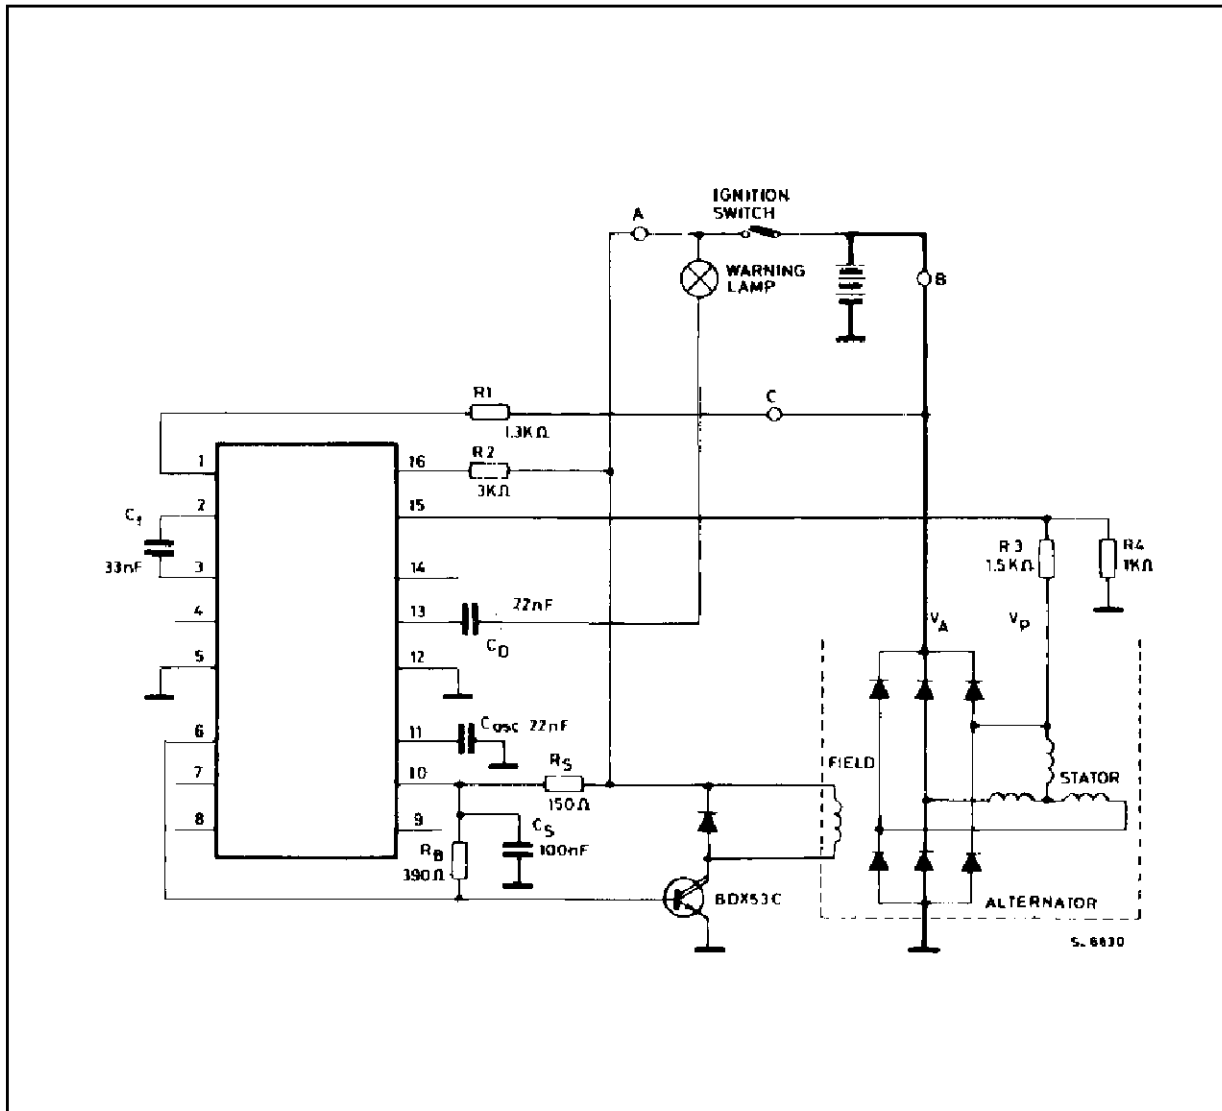 IGNITION
SWITCH
A
WARNING
LAMP
B
R1
C
1.3KΩ
1
16
R2
3KΩ
2
15
C1
33nF
3
14
R3
1.5KΩ
R4
1KΩ
4
13
22nF
CD
VA
VP
5
12
6
11
Cosc 22nF
7
10
RS
150Ω
FIELD
STATOR
8
9
CS
100nF
RB
390Ω
BDX53C
ALTERNATOR
S-6830